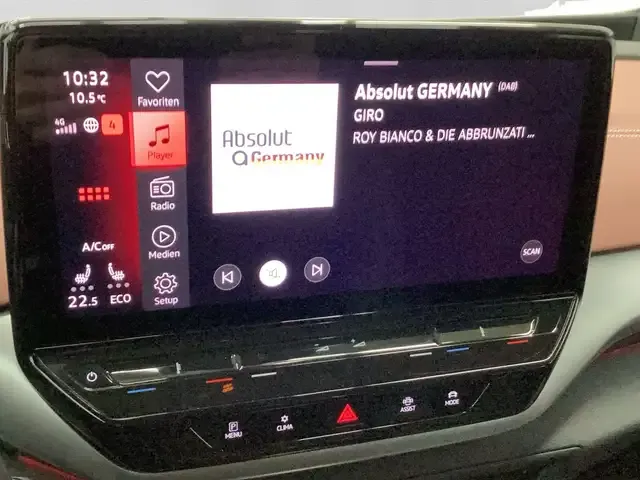 10:32
10.5°C
4G
4
A/C OFF
22.5
ECO
Favoriten
Player
Radio
Medien
Setup
Absolut
Germany
Absolut GERMANY (DAB)
GIRO
ROY BIANCO & DIE ABBRUNZATI ...
SCAN
MENU
CLIMA
ASSIST
MODE